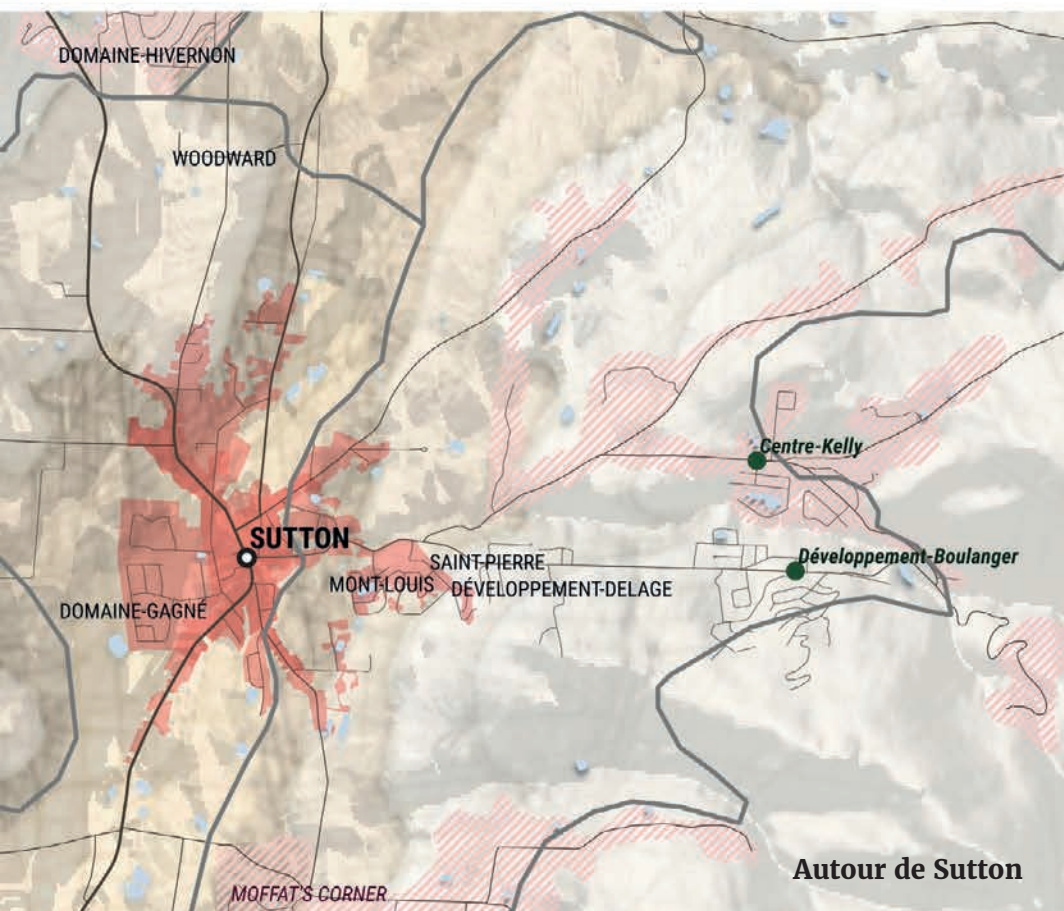 DOMAINE-HIVERNON
WOODWARD
Centre-Kelly
SUTTON
Développement-Boulanger
SAINT-PIERRE
MONT-LOUIS
DÉVELOPPEMENT-DELAGE
DOMAINE-GAGNÉ
Autour de Sutton
MOFFAT'S CORNER